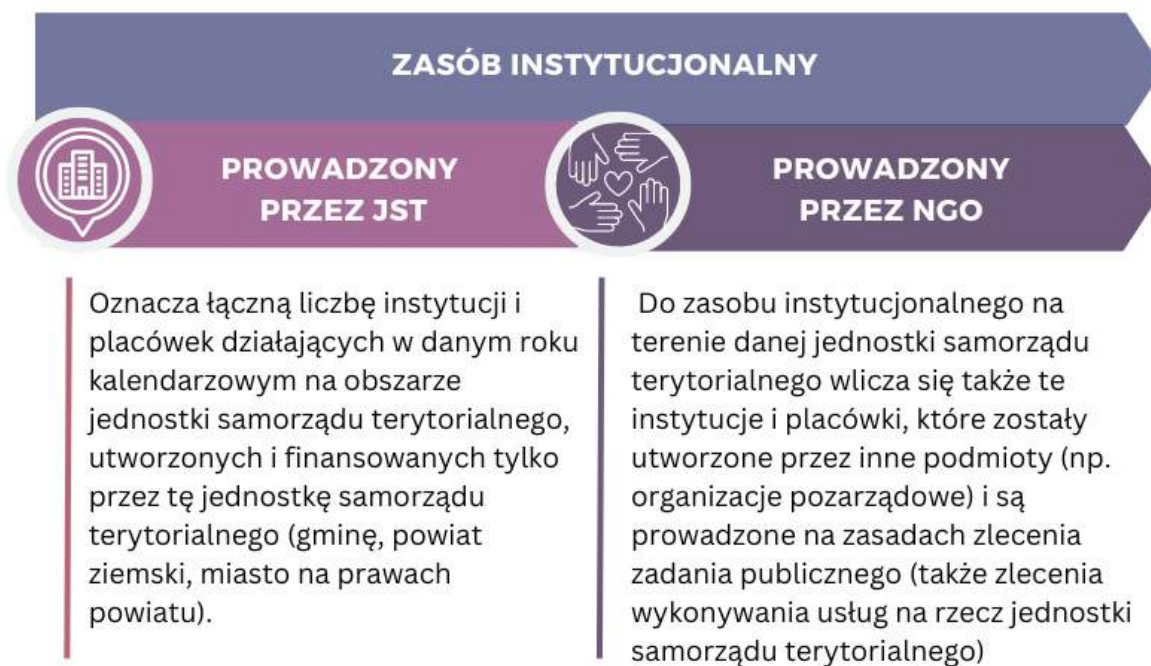 ZASÓB INSTYTUCJONALNY
PROWADZONY
PRZEZ JST
PROWADZONY
PRZEZ NGO
Oznacza łączną liczbę instytucji i
placówek działających w danym roku
kalendarzowym na obszarze
jednostki samorządu terytorialnego,
utworzonych i finansowanych tylko
przez tę jednostkę samorządu
terytorialnego (gminę, powiat
ziemski, miasto na prawach
powiatu).
Do zasobu instytucjonalnego na
terenie danej jednostki samorządu
terytorialnego wlicza się także te
instytucje i placówki, które zostały
utworzone przez inne podmioty (np.
organizacje pozarządowe) i są
prowadzone na zasadach zlecenia
zadania publicznego (także zlecenia
wykonywania usług na rzecz jednostki
samorządu terytorialnego)